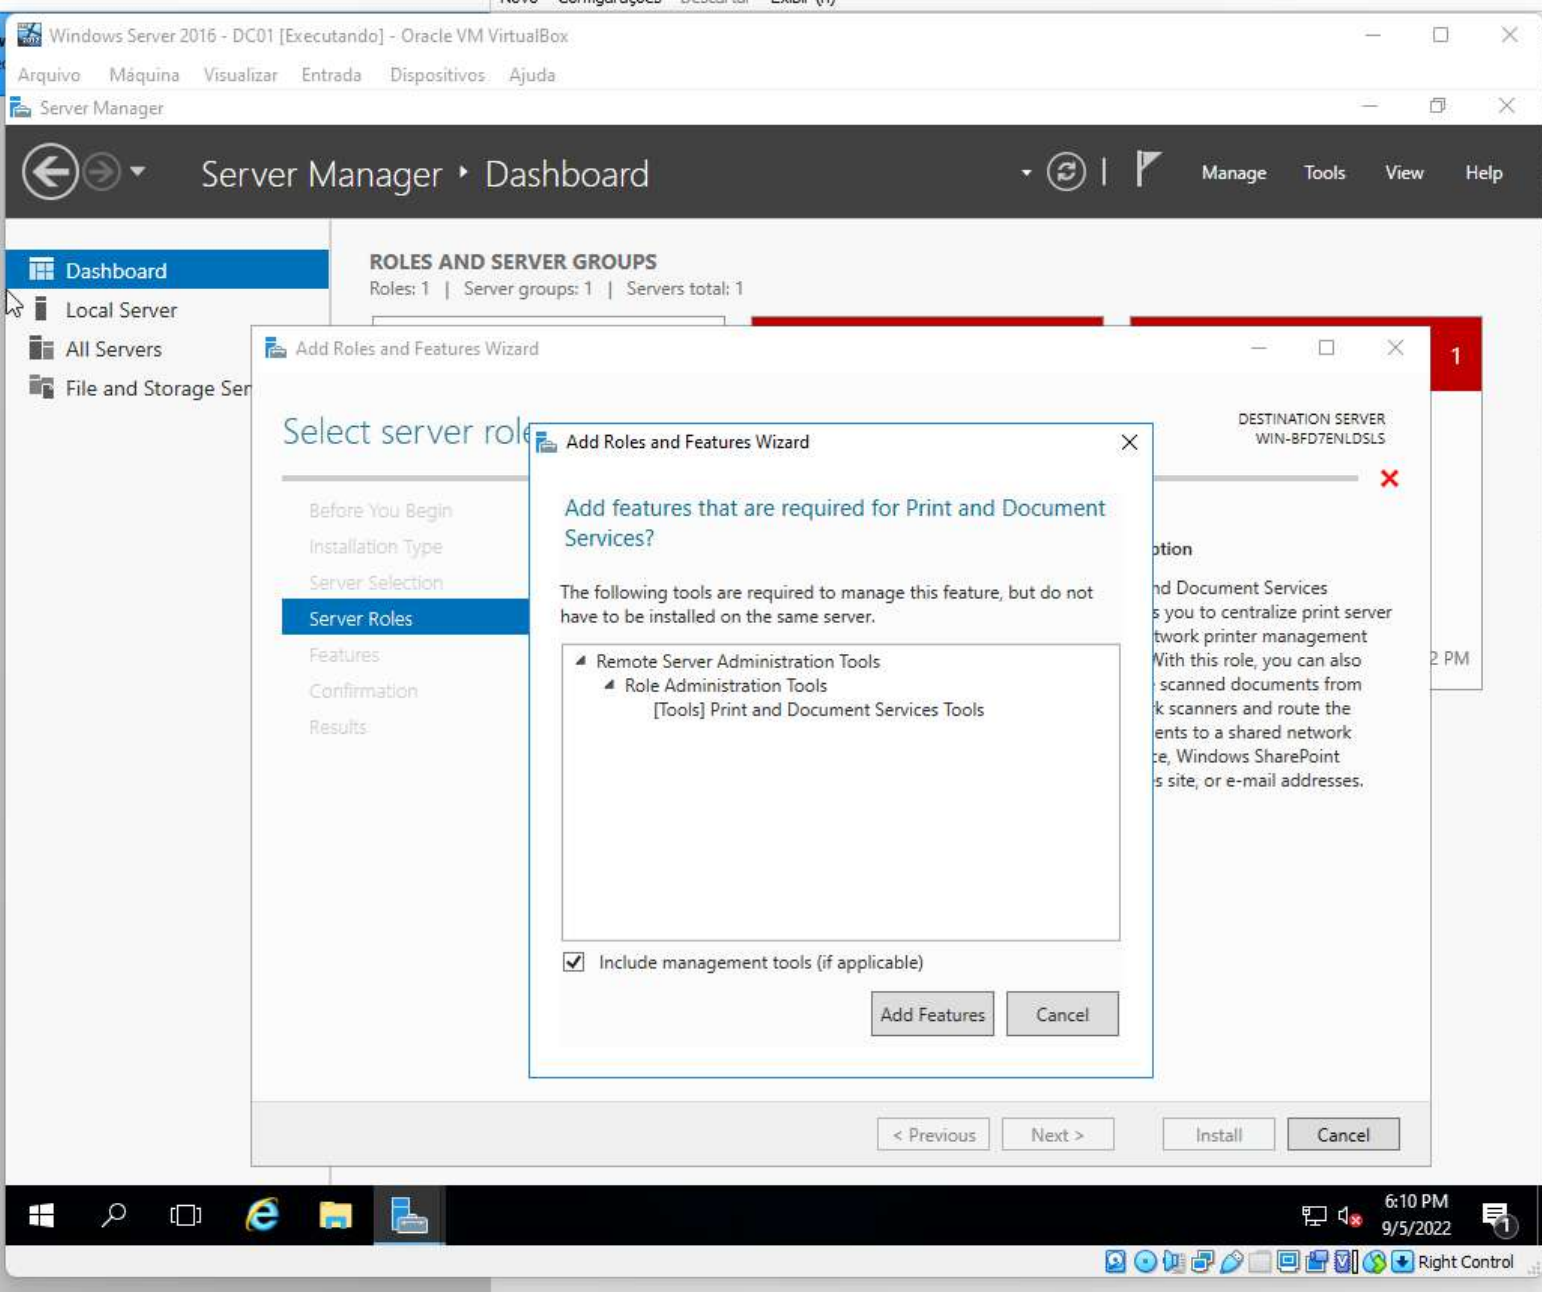 Novo Configurações Descartar Exibir
Windows Server 2016 - DC01 [Executando] - Oracle VM VirtualBox
Arquivo Máquina Visualizar Entrada Dispositivos Ajuda
Server Manager
Server Manager Dashboard
Manage Tools View Help
Dashboard
Local Server
All Servers
File and Storage Ser
ROLES AND SERVER GROUPS
Roles: 1 | Server groups: 1 | Servers total: 1
1
2 PM
Add Roles and Features Wizard
Select server role
DESTINATION SERVER
WIN-BFD7ENLDSLS
Before You Begin
Installation Type
Server Selection
Server Roles
Features
Confirmation
Results
Add Roles and Features Wizard
Add features that are required for Print and Document
Services?
The following tools are required to manage this feature, but do not
have to be installed on the same server.
Remote Server Administration Tools
Role Administration Tools
[Tools] Print and Document Services Tools
Include management tools (if applicable)
Add Features Cancel
ption
nd Document Services
s you to centralize print server
twork printer management
With this role, you can also
scanned documents from
k scanners and route the
ents to a shared network
ce, Windows SharePoint
s site, or e-mail addresses.
< Previous Next > Install Cancel
6:10 PM
9/5/2022
1
Right Control